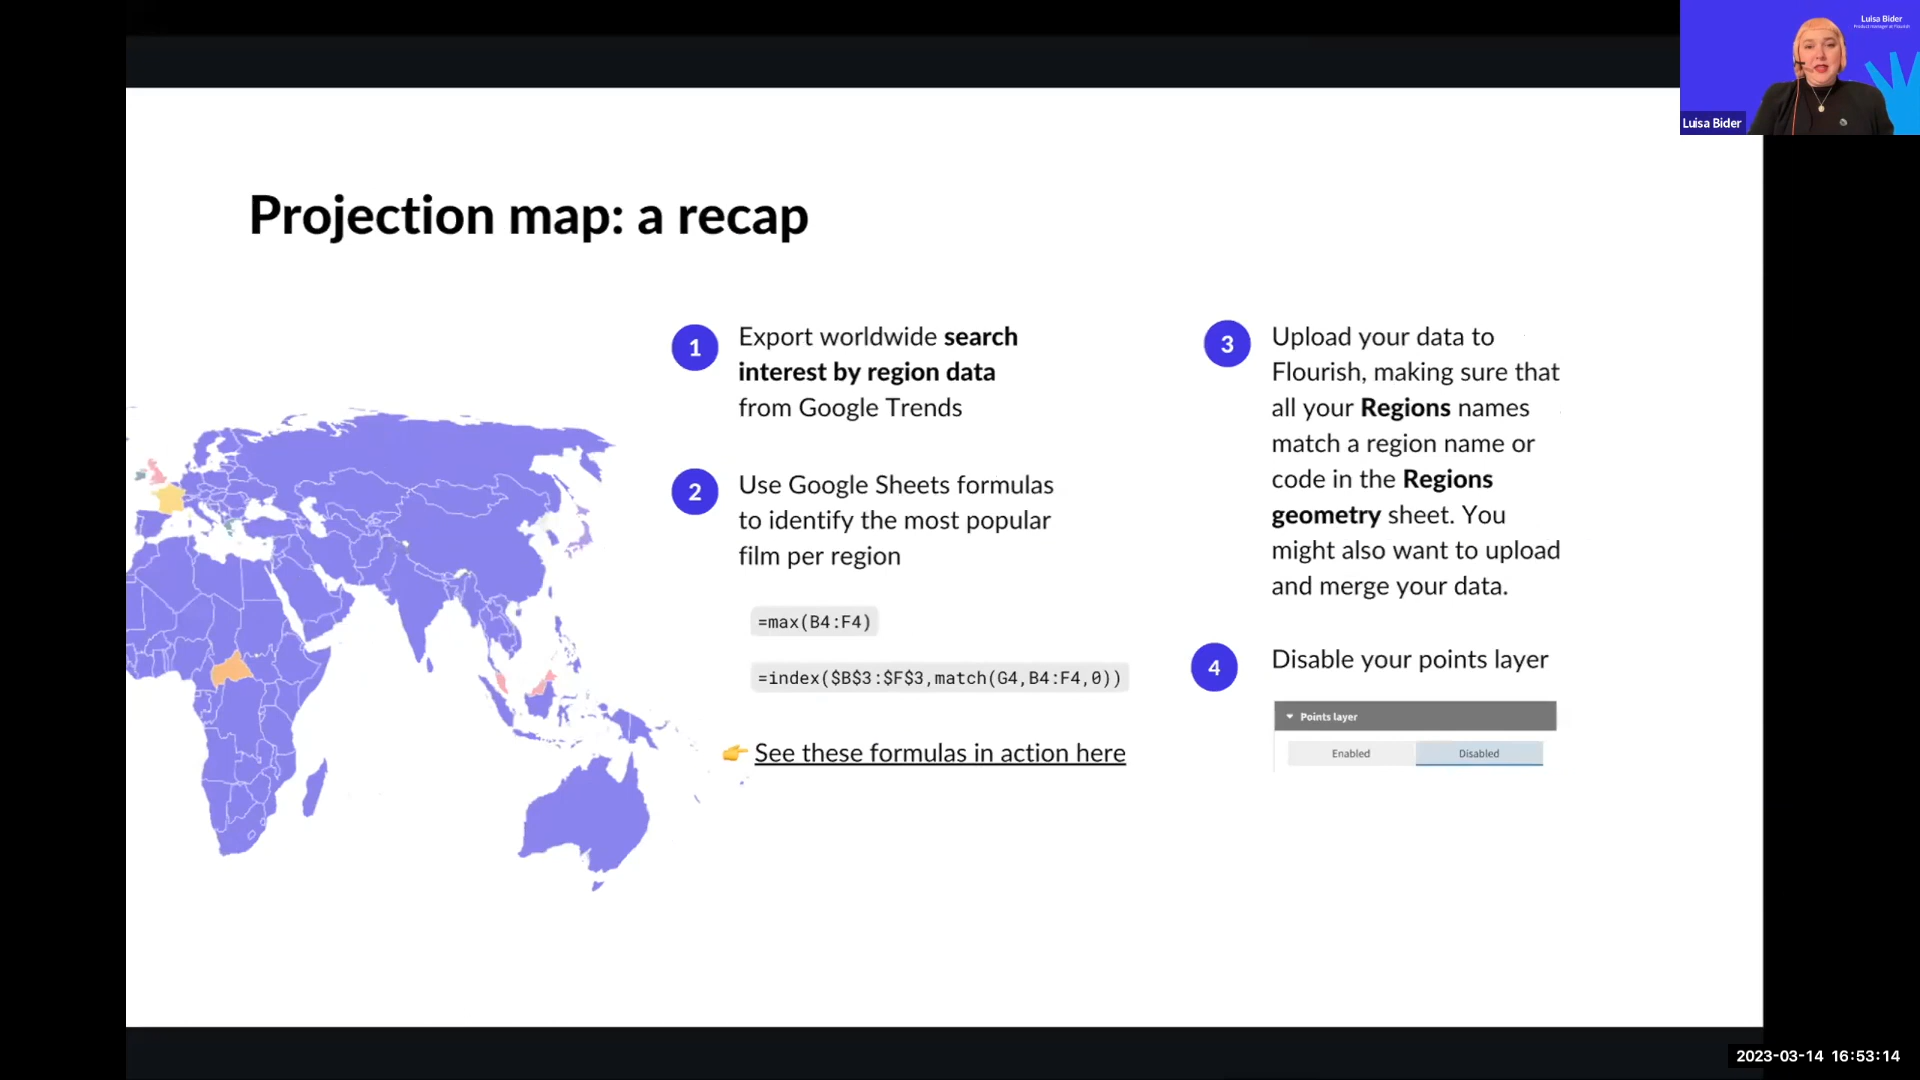 Luisa Bider
Product manager at Flourish
Luisa Bider
Projection map: a recap
1
Export worldwide search
interest by region data
from Google Trends
2
Use Google Sheets formulas
to identify the most popular
film per region
=max(B4:F4)
=index($B$3:$F$3,match(G4,B4:F4,0))
👉 See these formulas in action here
3
Upload your data to
Flourish, making sure that
all your Regions names
match a region name or
code in the Regions
geometry sheet. You
might also want to upload
and merge your data.
4
Disable your points layer
Points layer
Enabled Disabled
2023-03-14 16:53:14